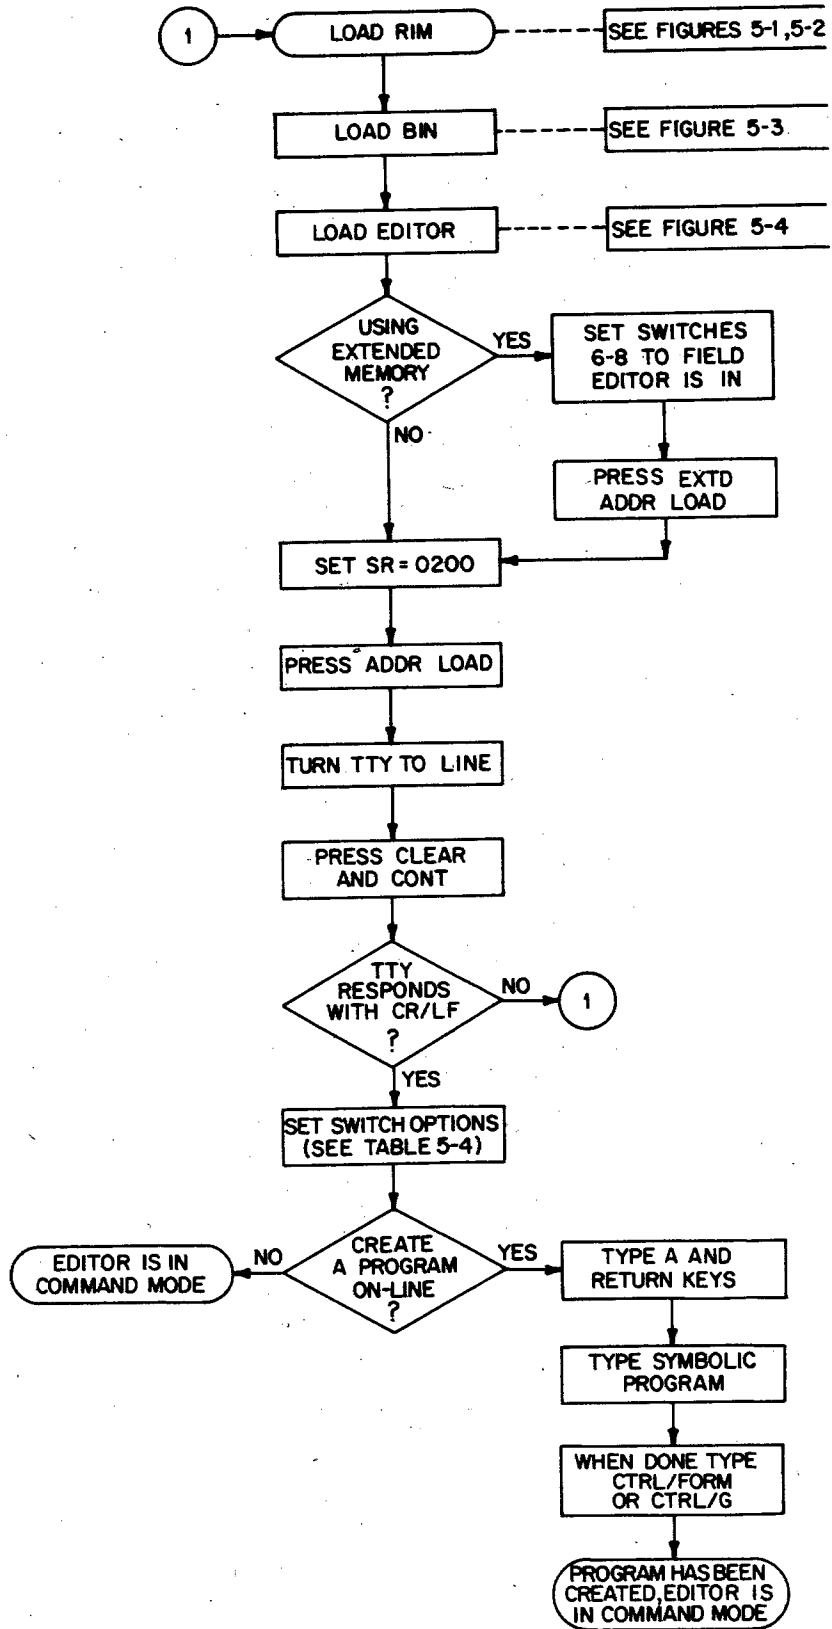 1
LOAD RIM
SEE FIGURES 5-1,5-2
LOAD BIN
SEE FIGURE 5-3
LOAD EDITOR
SEE FIGURE 5-4
USING
EXTENDED
MEMORY
?
YES
SET SWITCHES
6-8 TO FIELD
EDITOR IS IN
NO
PRESS EXTD
ADDR LOAD
SET SR = 0200
PRESS ADDR LOAD
TURN TTY TO LINE
PRESS CLEAR
AND CONT
TTY
RESPONDS
WITH CR/LF
?
NO
1
YES
SET SWITCH OPTIONS
(SEE TABLE 5-4)
CREATE
A PROGRAM
ON-LINE
?
NO
EDITOR IS IN
COMMAND MODE
YES
TYPE A AND
RETURN KEYS
TYPE SYMBOLIC
PROGRAM
WHEN DONE TYPE
CTRL/FORM
OR CTRL/G
PROGRAM HAS BEEN
CREATED, EDITOR IS
IN COMMAND MODE